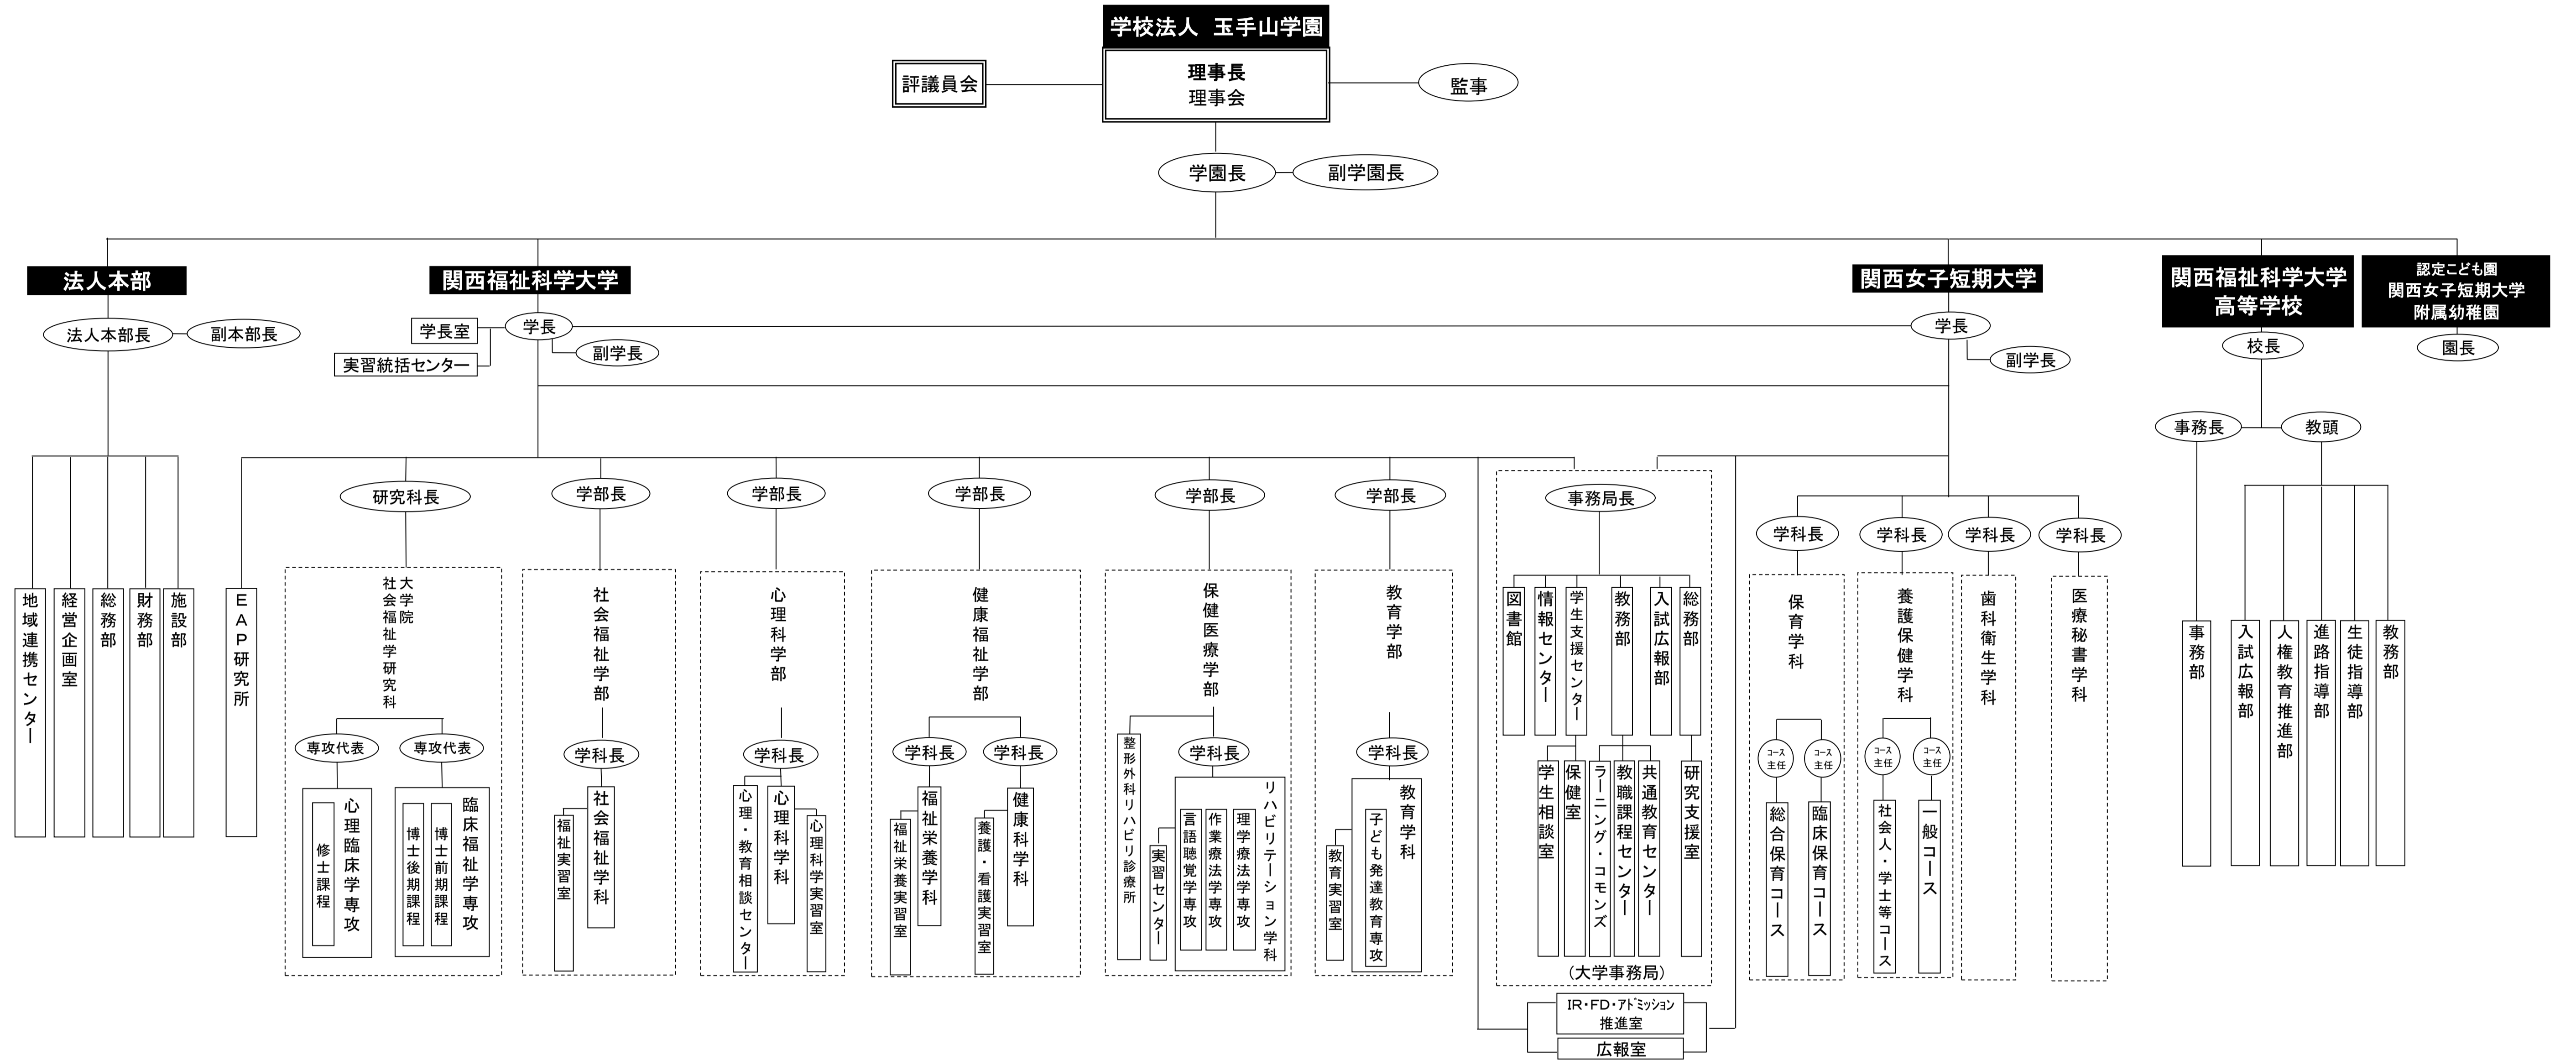 学校法人　玉手山学園
理事長
理事会
評議員会
監事
学園長
副学園長
法人本部
法人本部長
副本部長
地域連携センター
経営企画室
総務部
財務部
施設部
関西福祉科学大学
学長
学長室
実習統括センター
副学長
EAP研究所
研究科長
大学院
社会福祉学研究科
専攻代表
専攻代表
心理臨床学専攻
修士課程
臨床福祉学専攻
博士前期課程
博士後期課程
学部長
社会福祉学部
学科長
社会福祉学科
福祉実習室
学部長
心理科学部
学科長
心理・教育相談センター
心理科学科
心理科学実習室
学部長
健康福祉学部
学科長
学科長
福祉栄養学科
福祉栄養実習室
健康科学科
養護・看護実習室
学部長
保健医療学部
整形外科リハビリ診療所
学科長
実習センター
リハビリテーション学科
理学療法学専攻
作業療法学専攻
言語聴覚学専攻
学部長
教育学部
学科長
教育学科
子ども発達教育専攻
教育実習室
事務局長
図書館
情報センター
学生支援センター
教務部
入試広報部
総務部
学生相談室
保健室
ラーニング・コモンズ
教職課程センター
共通教育センター
研究支援室
（大学事務局）
IR・FD・アドミッション
推進室
広報室
関西女子短期大学
学長
副学長
学科長
保育学科
コース
主任
コース
主任
総合保育コース
臨床保育コース
学科長
養護保健学科
コース
主任
コース
主任
社会人・学士等コース
一般コース
学科長
歯科衛生学科
学科長
医療秘書学科
関西福祉科学大学
高等学校
校長
事務長
教頭
事務部
入試広報部
人権教育推進部
進路指導部
生徒指導部
教務部
認定こども園
関西女子短期大学
附属幼稚園
園長